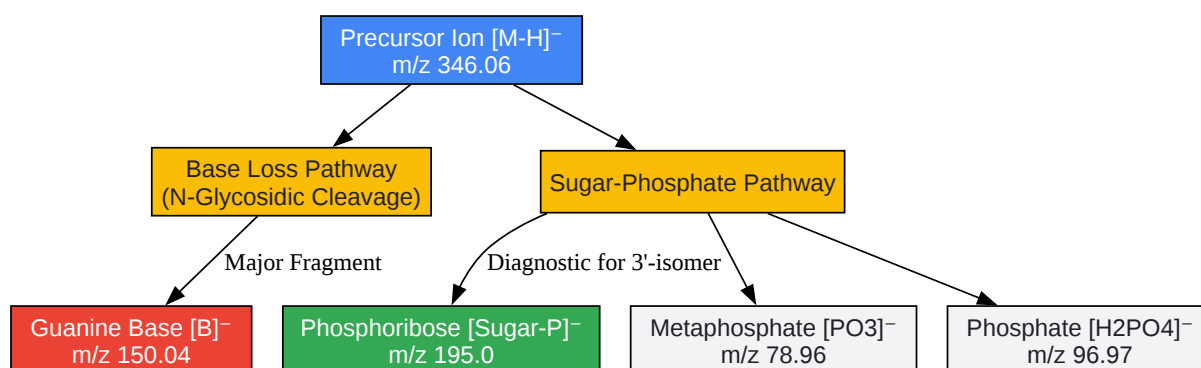 Precursor Ion [M-H]⁻
m/z 346.06
Base Loss Pathway
(N-Glycosidic Cleavage)
Sugar-Phosphate Pathway
Major Fragment
Diagnostic for 3'-isomer
Guanine Base [B]⁻
m/z 150.04
Phosphoribose [Sugar-P]⁻
m/z 195.0
Metaphosphate [PO3]⁻
m/z 78.96
Phosphate [H2PO4]⁻
m/z 96.97